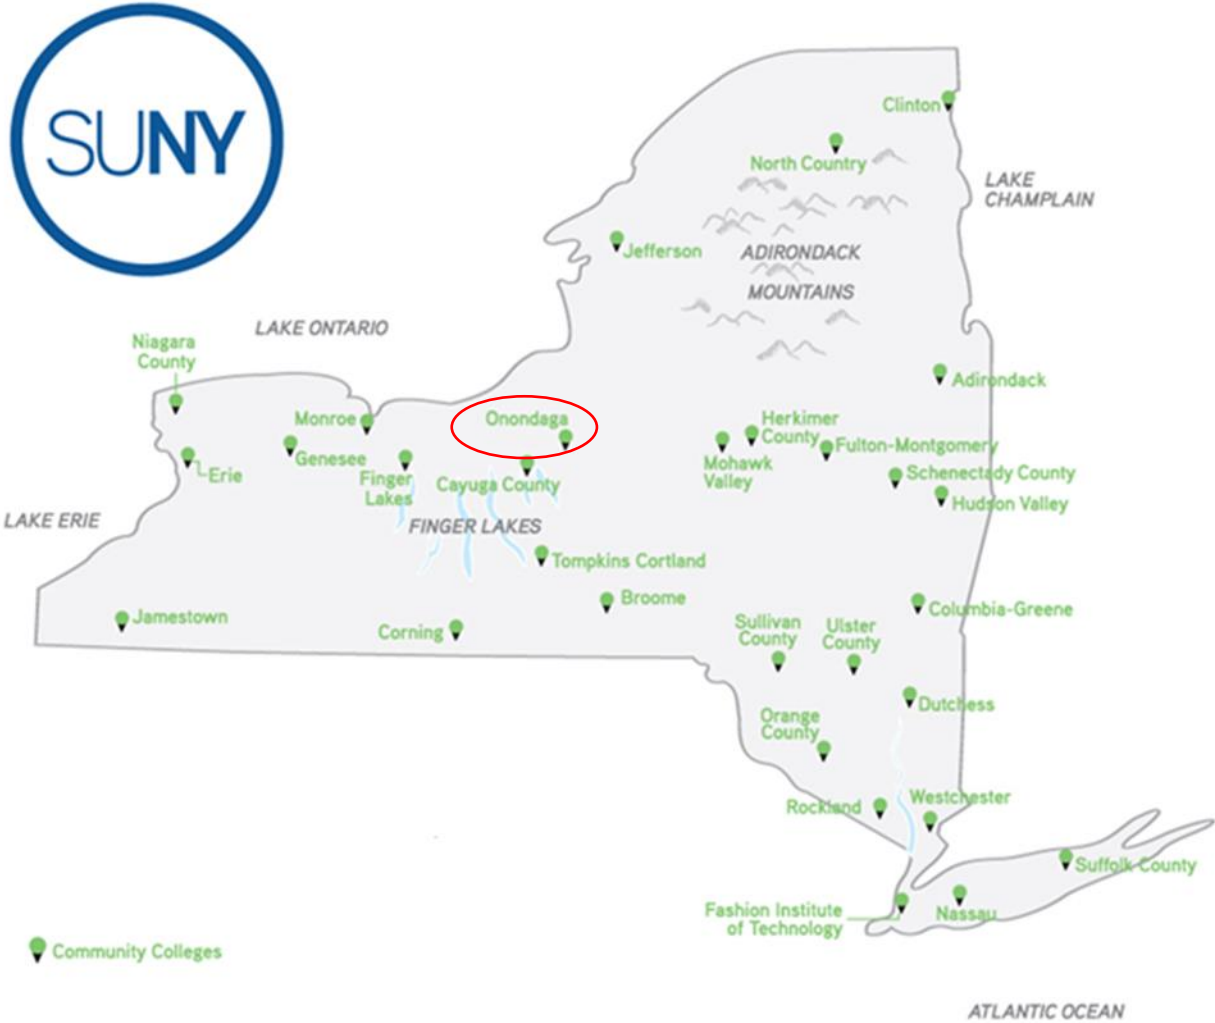 SUNY
Clinton
North Country
LAKE
CHAMPLAIN
Jefferson
ADIRONDACK
MOUNTAINS
LAKE ONTARIO
Niagara
County
Adirondack
Monroe
Onondaga
Herkimer
County
Fulton-Montgomery
Genesee
Erie
Finger
Lakes
Cayuga County
Mohawk
Valley
Schenectady County
Hudson Valley
LAKE ERIE
FINGER LAKES
Tompkins Cortland
Broome
Columbia-Greene
Jamestown
Corning
Sullivan
County
Ulster
County
Dutchess
Orange
County
Rockland
Westchester
Suffolk County
Fashion Institute
of Technology
Nassau
Community Colleges
ATLANTIC OCEAN